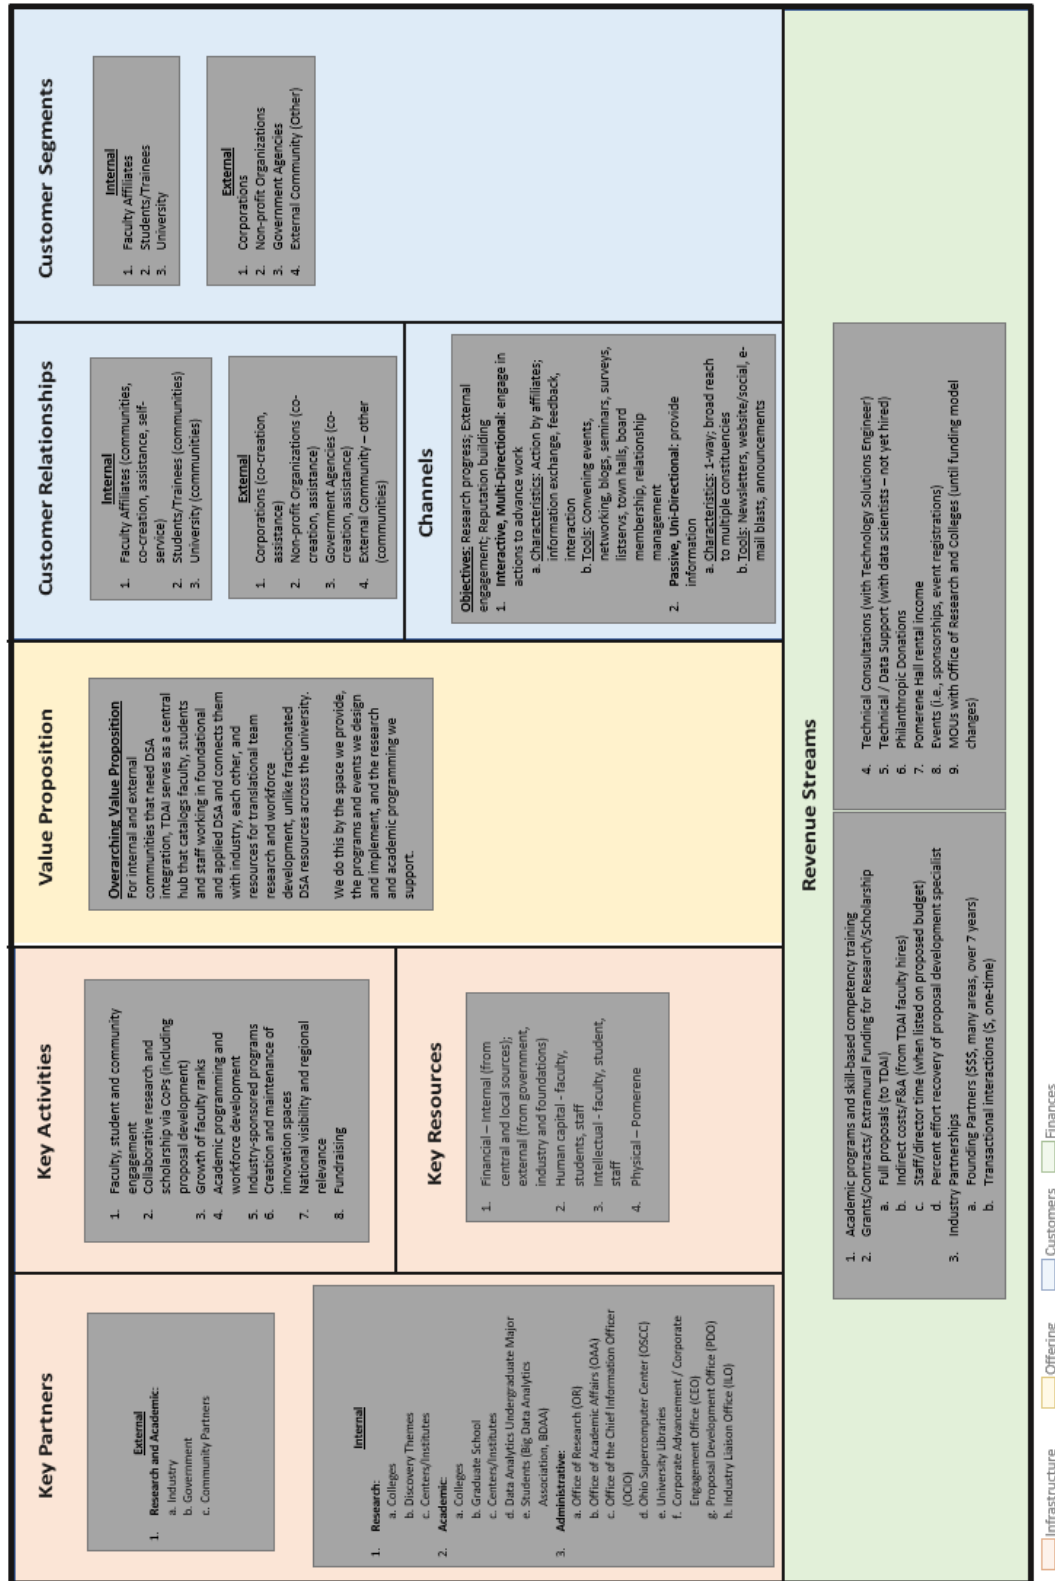 Key Partners
External
1. Research and Academic:
a. Industry
b. Government
c. Community Partners
Internal
1. Research:
a. Colleges
b. Discovery Themes
c. Centers/Institutes
2. Academic:
a. Colleges
b. Graduate School
c. Centers/Institutes
d. Data Analytics Undergraduate Major
e. Students (Big Data Analytics
Association, BDAA)
3. Administrative:
a. Office of Research (OR)
b. Office of Academic Affairs (OAA)
c. Office of the Chief Information Officer
(OCIO)
d. Ohio Supercomputer Center (OSCC)
e. University Libraries
f. Corporate Advancement / Corporate
Engagement Office (CEO)
g. Proposal Development Office (PDO)
h. Industry Liaison Office (ILO)
Key Activities
1. Faculty, student and community
engagement
2. Collaborative research and
scholarship via CoPs (including
proposal development)
3. Growth of faculty ranks
4. Academic programming and
workforce development
5. Industry-sponsored programs
6. Creation and maintenance of
innovation spaces
7. National visibility and regional
relevance
8. Fundraising
Key Resources
1. Financial – Internal (from
central and local sources);
external (from government,
industry and foundations)
2. Human capital - faculty,
students, staff
3. Intellectual - faculty, student,
staff
4. Physical – Pomerene
Value Proposition
Overarching Value Proposition
For internal and external
communities that need DSA
integration, TDAI serves as a central
hub that catalogs faculty, students
and staff working in foundational
and applied DSA and connects them
with industry, each other, and
resources for translational team
research and workforce
development, unlike fractionated
DSA resources across the university.
We do this by the space we provide,
the programs and events we design
and implement, and the research
and academic programming we
support.
Customer Relationships
Internal
1. Faculty Affiliates (communities,
co-creation, assistance, self-
service)
2. Students/Trainees (communities)
3. University (communities)
External
1. Corporations (co-creation,
assistance)
2. Non-profit Organizations (co-
creation, assistance)
3. Government Agencies (co-
creation, assistance)
4. External Community – other
(communities)
Channels
Objectives: Research progress; External
engagement; Reputation building
1. Interactive, Multi-Directional: engage in
actions to advance work
a. Characteristics: Action by affiliates;
information exchange, feedback,
interaction
b. Tools: Convening events,
networking, blogs, seminars, surveys,
listservs, town halls, board
membership, relationship
management
2. Passive, Uni-Directional: provide
information
a. Characteristics: 1-way; broad reach
to multiple constituencies
b. Tools: Newsletters, website/social, e-
mail blasts, announcements
Customer Segments
Internal
1. Faculty Affiliates
2. Students/Trainees
3. University
External
1. Corporations
2. Non-profit Organizations
3. Government Agencies
4. External Community (Other)
Revenue Streams
1. Academic programs and skill-based competency training
2. Grants/Contracts/ Extramural Funding for Research/Scholarship
a. Full proposals (to TDAI)
b. Indirect costs/F&A (from TDAI faculty hires)
c. Staff/director time (when listed on proposed budget)
d. Percent effort recovery of proposal development specialist
3. Industry Partnerships
a. Founding Partners ($$$, many areas, over 7 years)
b. Transactional interactions ($, one-time)
4. Technical Consultations (with Technology Solutions Engineer)
5. Technical / Data Support (with data scientists – not yet hired)
6. Philanthropic Donations
7. Pomerene Hall rental income
8. Events (i.e., sponsorships, event registrations)
9. MOUs with Office of Research and Colleges (until funding model
changes)
Infrastructure
Offering
Customers
Finances